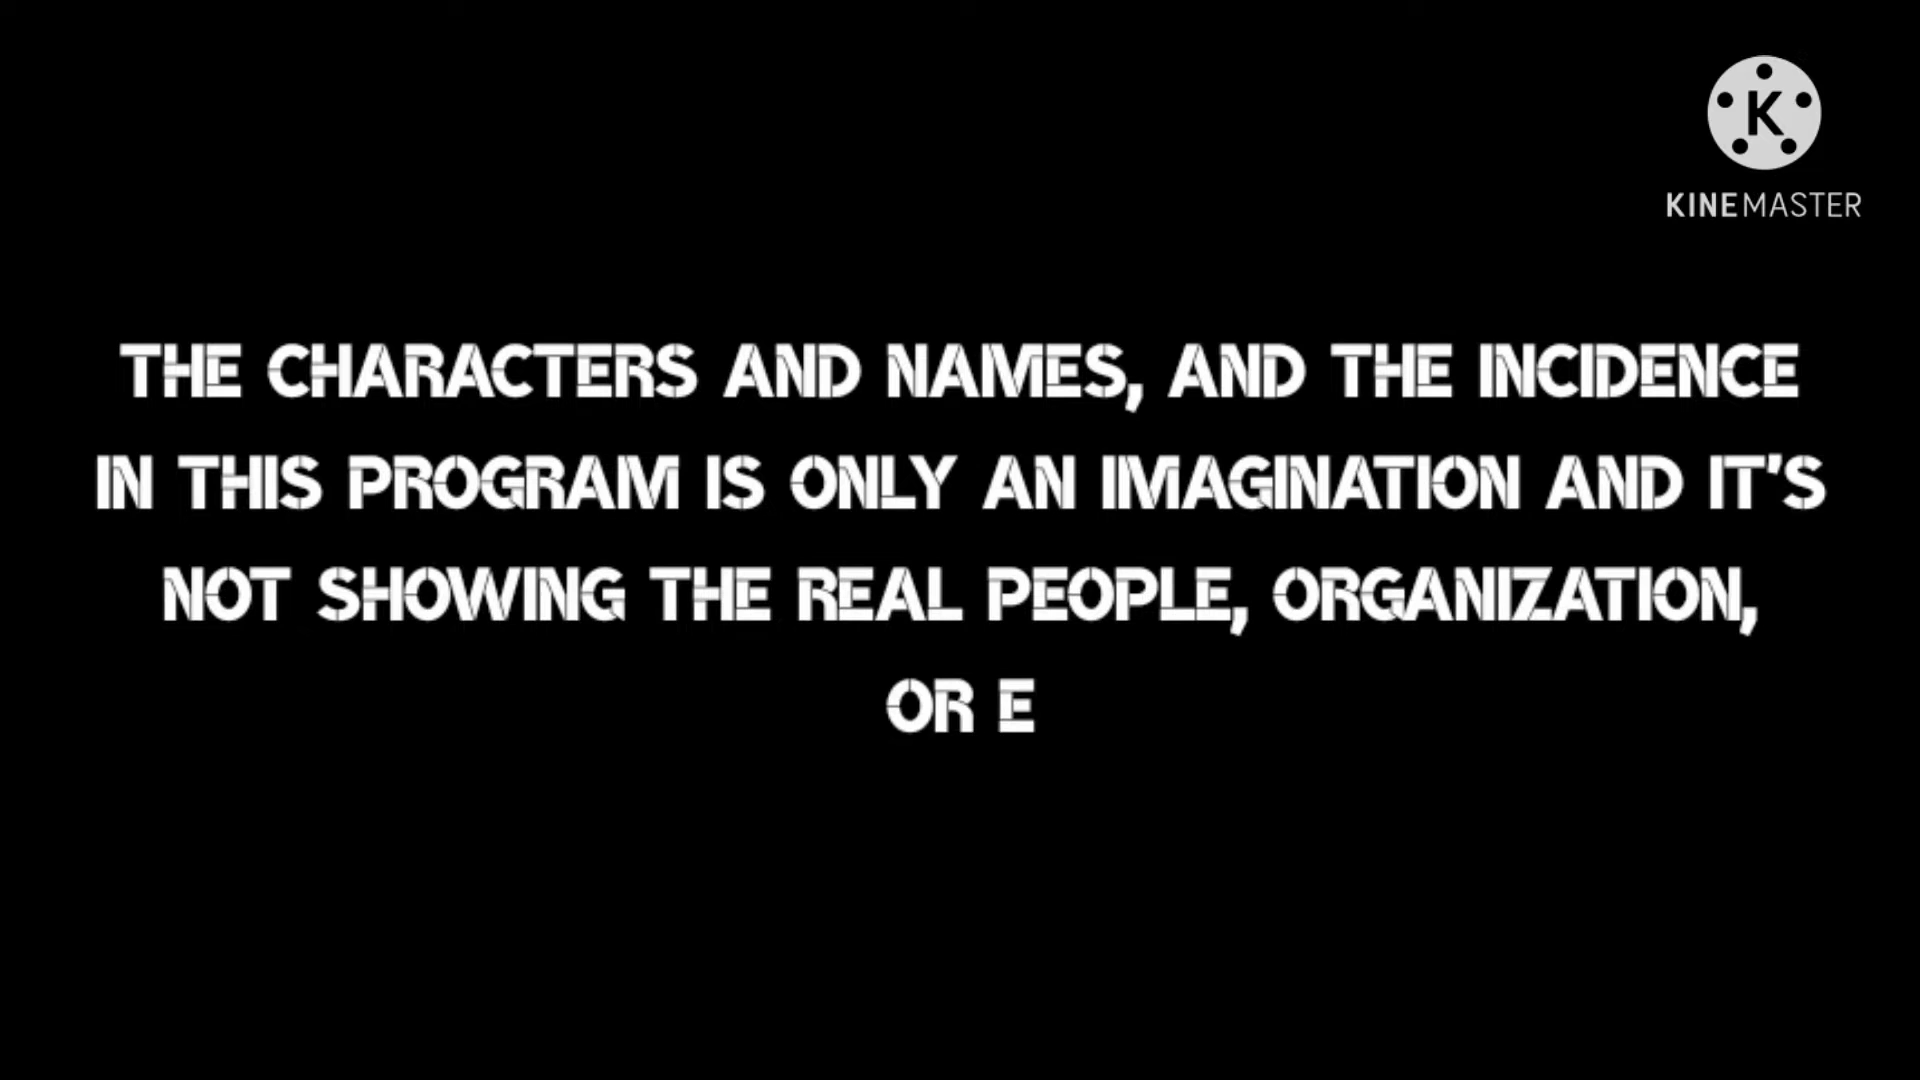 K
KINEMASTER
THE CHARACTERS AND NAMES, AND THE INCIDENCE
IN THIS PROGRAM IS ONLY AN IMAGINATION AND IT'S
NOT SHOWING THE REAL PEOPLE, ORGANIZATION,
OR E